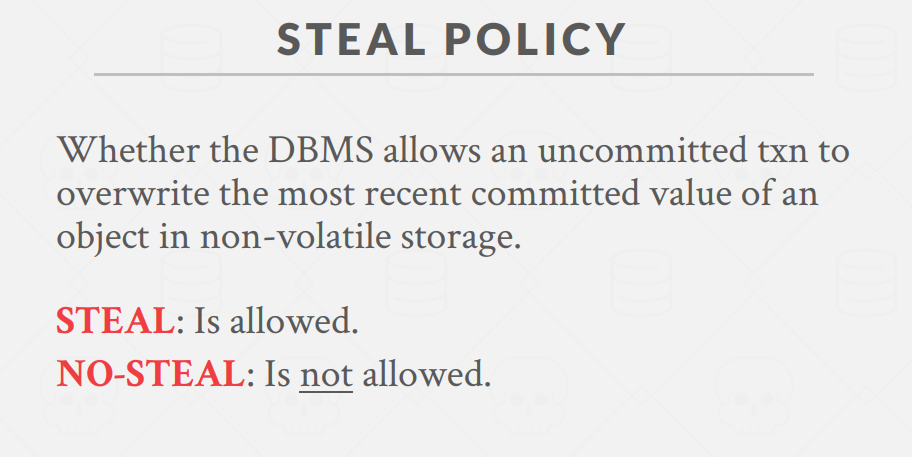 STEAL POLICY
Whether the DBMS allows an uncommitted txn to
overwrite the most recent committed value of an
object in non-volatile storage.
STEAL: Is allowed.
NO-STEAL: Is not allowed.